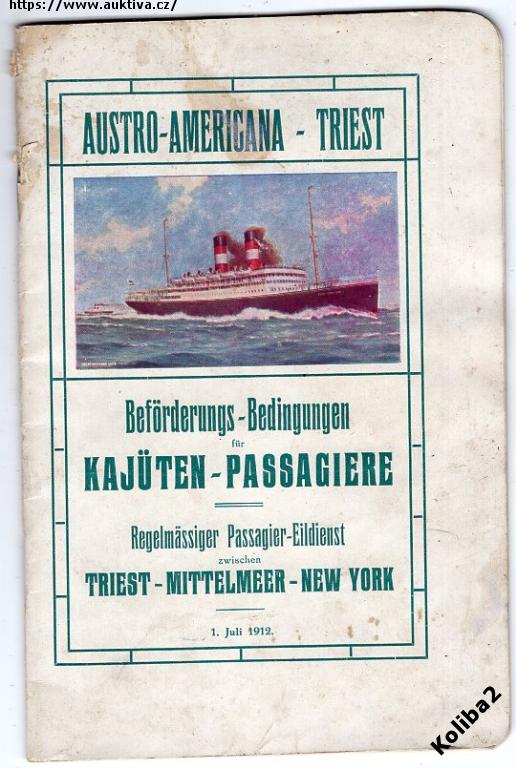 https://www.auktiva.cz/
AUSTRO-AMERICANA - TRIEST
Beförderungs-Bedingungen
für
KAJÜTEN-PASSAGIERE
Regelmässiger Passagier-Eildienst
zwischen
TRIEST-MITTELMEER-NEW YORK
1. Juli 1912.
Koliba2